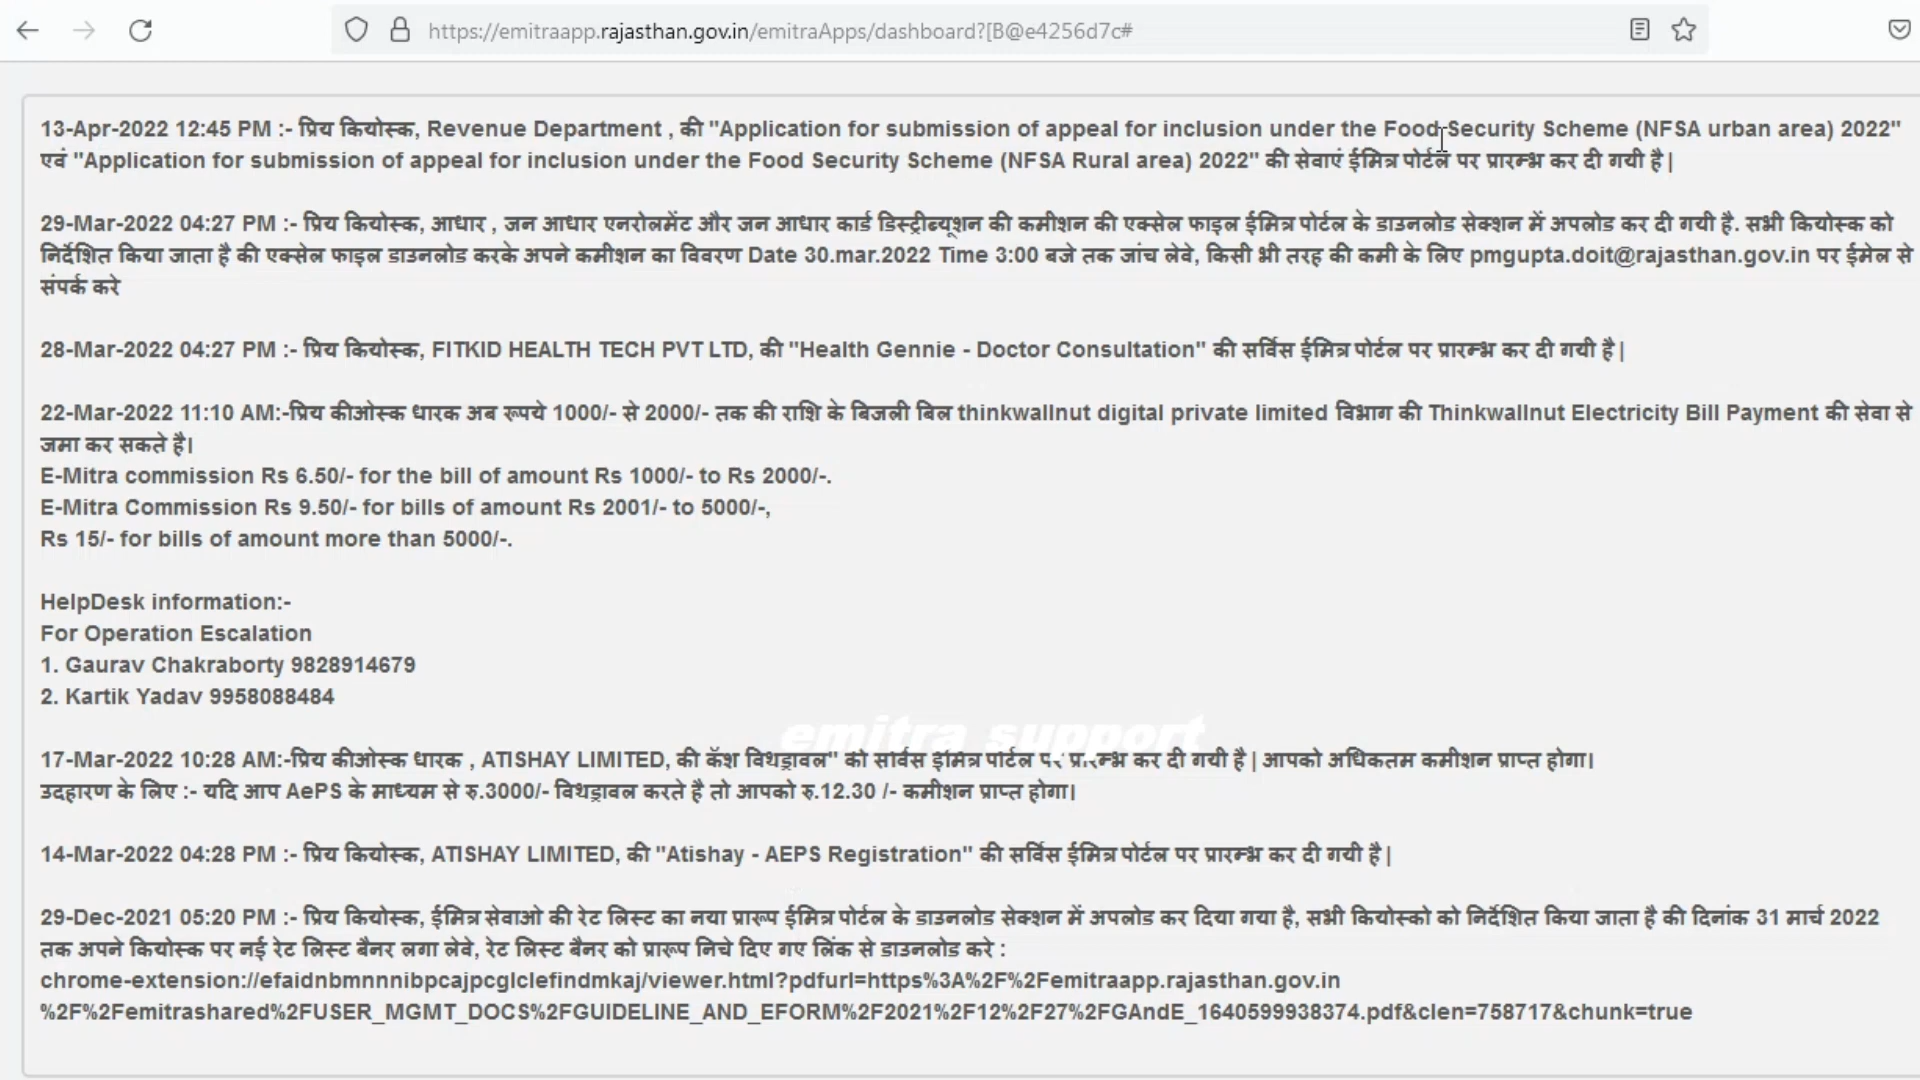 https://emitraapp.rajasthan.gov.in/emitraApps/dashboard?[B@e4256d7c#
13-Apr-2022 12:45 PM :- प्रिय कियोस्क, Revenue Department , की "Application for submission of appeal for inclusion under the Food Security Scheme (NFSA urban area) 2022"
एवं "Application for submission of appeal for inclusion under the Food Security Scheme (NFSA Rural area) 2022" की सेवाएं ईमित्र पोर्टल पर प्रारम्भ कर दी गयी है |
29-Mar-2022 04:27 PM :- प्रिय कियोस्क, आधार , जन आधार एनरोलमेंट और जन आधार कार्ड डिस्ट्रीब्यूशन की कमीशन की एक्सेल फाइल ईमित्र पोर्टल के डाउनलोड सेक्शन में अपलोड कर दी गयी है. सभी कियोस्क को
निर्देशित किया जाता है की एक्सेल फाइल डाउनलोड करके अपने कमीशन का विवरण Date 30.mar.2022 Time 3:00 बजे तक जांच लेवे, किसी भी तरह की कमी के लिए pmgupta.doit@rajasthan.gov.in पर ईमेल से
संपर्क करे
28-Mar-2022 04:27 PM :- प्रिय कियोस्क, FITKID HEALTH TECH PVT LTD, की "Health Gennie - Doctor Consultation" की सर्विस ईमित्र पोर्टल पर प्रारम्भ कर दी गयी है |
22-Mar-2022 11:10 AM:-प्रिय कीओस्क धारक अब रूपये 1000/- से 2000/- तक की राशि के बिजली बिल thinkwallnut digital private limited विभाग की Thinkwallnut Electricity Bill Payment की सेवा से
जमा कर सकते है।
E-Mitra commission Rs 6.50/- for the bill of amount Rs 1000/- to Rs 2000/-.
E-Mitra Commission Rs 9.50/- for bills of amount Rs 2001/- to 5000/-,
Rs 15/- for bills of amount more than 5000/-.
HelpDesk information:-
For Operation Escalation
1. Gaurav Chakraborty 9828914679
2. Kartik Yadav 9958088484
emitra support
17-Mar-2022 10:28 AM:-प्रिय कीओस्क धारक , ATISHAY LIMITED, की कॅश विथड्रावल" को सर्विस ईमित्र पोर्टल पर प्रारम्भ कर दी गयी है | आपको अधिकतम कमीशन प्राप्त होगा।
उदहारण के लिए :- यदि आप AePS के माध्यम से रु.3000/- विथड्रावल करते है तो आपको रु.12.30 /- कमीशन प्राप्त होगा।
14-Mar-2022 04:28 PM :- प्रिय कियोस्क, ATISHAY LIMITED, की "Atishay - AEPS Registration" की सर्विस ईमित्र पोर्टल पर प्रारम्भ कर दी गयी है |
29-Dec-2021 05:20 PM :- प्रिय कियोस्क, ईमित्र सेवाओ की रेट लिस्ट का नया प्रारूप ईमित्र पोर्टल के डाउनलोड सेक्शन में अपलोड कर दिया गया है, सभी कियोस्को को निर्देशित किया जाता है की दिनांक 31 मार्च 2022
तक अपने कियोस्क पर नई रेट लिस्ट बैनर लगा लेवे, रेट लिस्ट बैनर को प्रारूप निचे दिए गए लिंक से डाउनलोड करे :
chrome-extension://efaidnbmnnnibpcajpcglclefindmkaj/viewer.html?pdfurl=https%3A%2F%2Femitraapp.rajasthan.gov.in
%2F%2Femitrashared%2FUSER_MGMT_DOCS%2FGUIDELINE_AND_EFORM%2F2021%2F12%2F27%2FGAndE_1640599938374.pdf&clen=758717&chunk=true